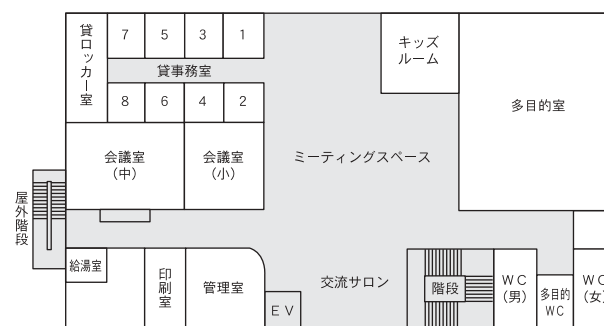 貸ロッカー室
7
5
3
1
貸事務室
8
6
4
2
キッズ
ルーム
多目的室
会議室
(中)
会議室
(小)
ミーティングスペース
屋外階段
給湯室
印刷室
管理室
EV
交流サロン
階段
WC
(男)
多目的
WC
WC
(女)